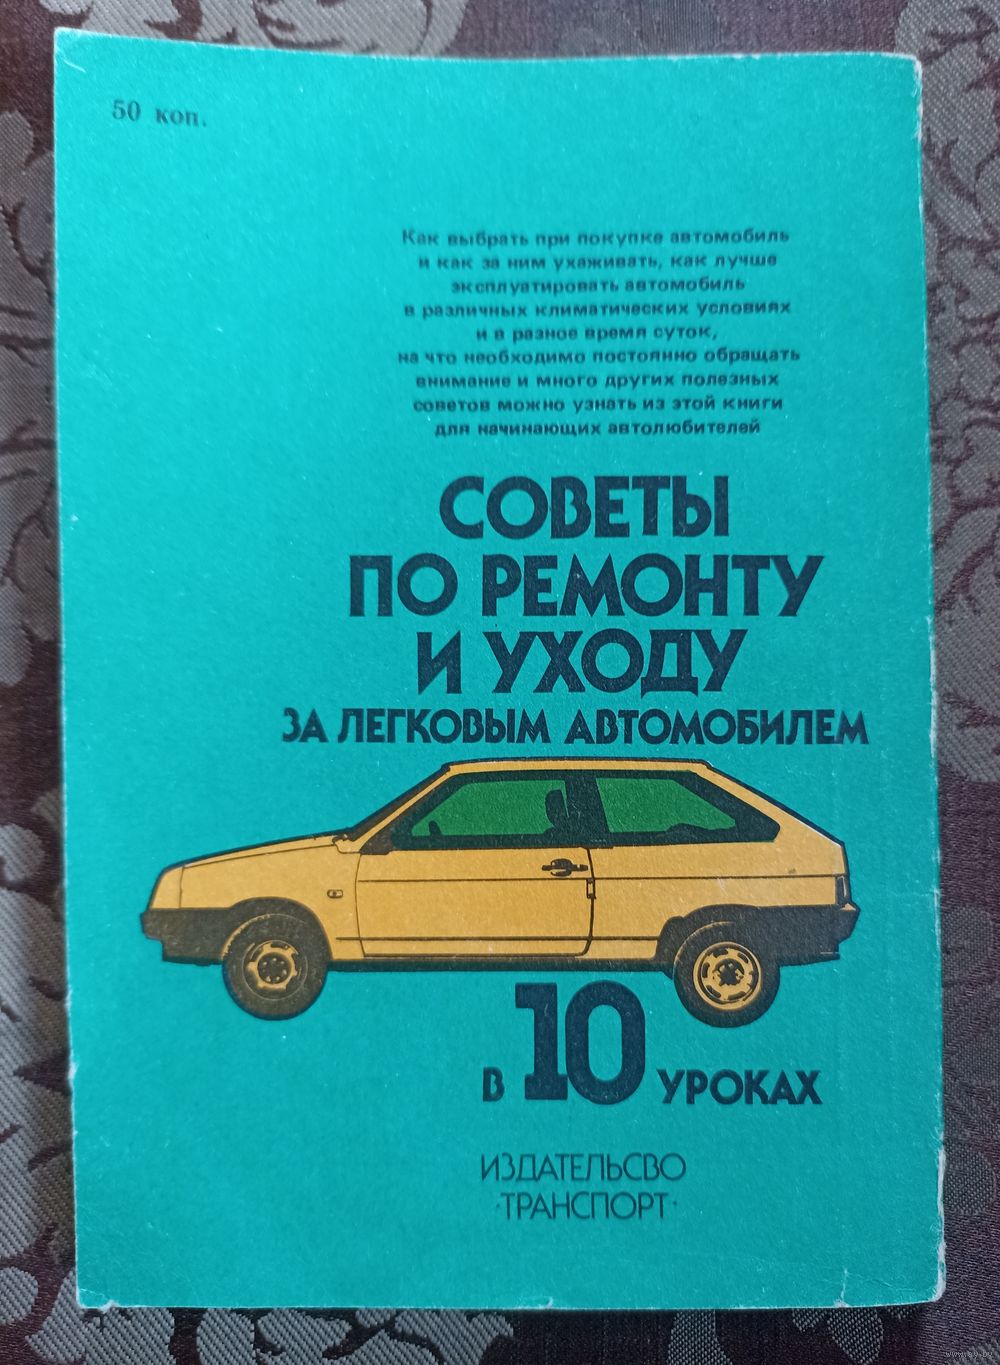 50 коп.
Как выбрать при покупке автомобиль
и как за ним ухаживать, как лучше
эксплуатировать автомобиль
в различных климатических условиях
и в разное время суток,
на что необходимо постоянно обращать
внимание и много других полезных
советов можно узнать из этой книги
для начинающих автолюбителей
СОВЕТЫ
ПО РЕМОНТУ
И УХОДУ
ЗА ЛЕГКОВЫМ АВТОМОБИЛЕМ
В 10 УРОКАХ
ИЗДАТЕЛЬСВО
·ТРАНСПОРТ·